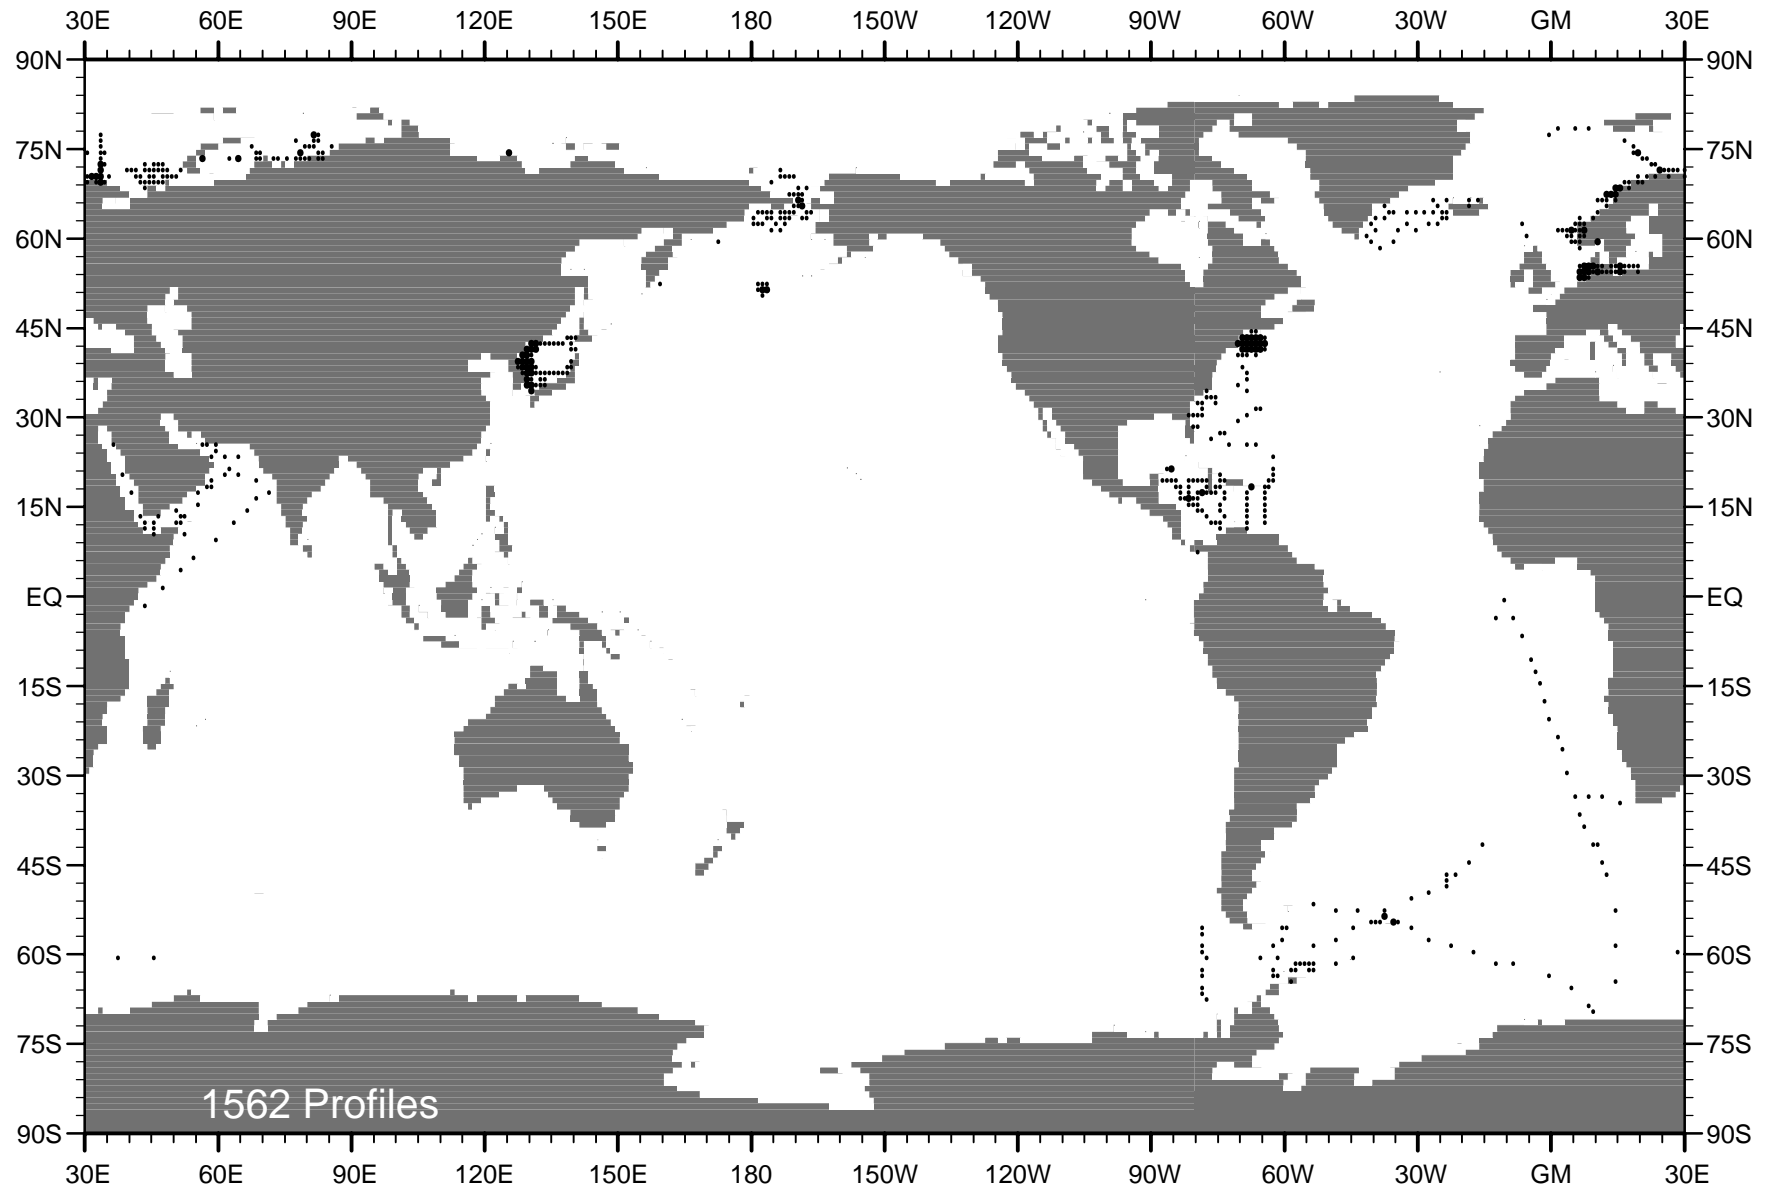 30E 60E 90E 120E 150E 180 150W 120W 90W 60W 30W GM 30E
90N 90N
75N 75N
60N 60N
45N 45N
30N 30N
15N 15N
EQ EQ
15S 15S
30S 30S
45S 45S
60S 60S
75S 75S
1562 Profiles
90S 90S
30E 60E 90E 120E 150E 180 150W 120W 90W 60W 30W GM 30E